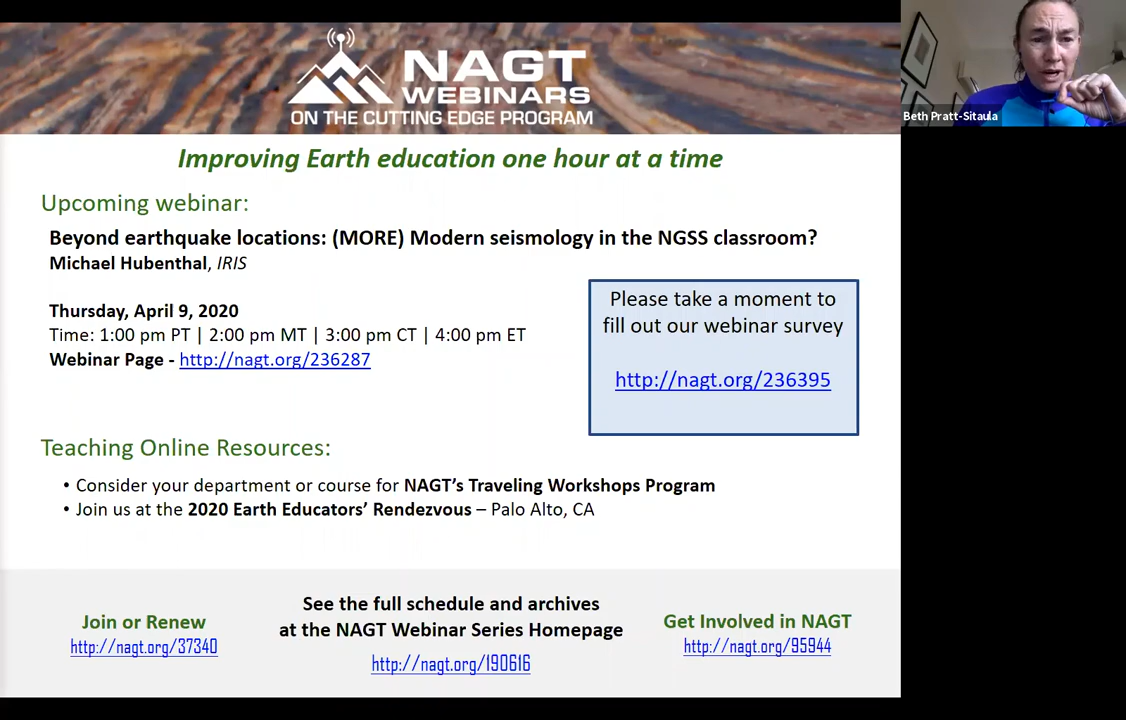 NAGT
WEBINARS
ON THE CUTTING EDGE PROGRAM
Beth Pratt-Sitaula
Improving Earth education one hour at a time
Upcoming webinar:
Beyond earthquake locations: (MORE) Modern seismology in the NGSS classroom?
Michael Hubenthal, IRIS
Thursday, April 9, 2020
Time: 1:00 pm PT | 2:00 pm MT | 3:00 pm CT | 4:00 pm ET
Webinar Page - http://nagt.org/236287
Please take a moment to
fill out our webinar survey
http://nagt.org/236395
Teaching Online Resources:
• Consider your department or course for NAGT's Traveling Workshops Program
• Join us at the 2020 Earth Educators' Rendezvous – Palo Alto, CA
Join or Renew
http://nagt.org/37340
See the full schedule and archives
at the NAGT Webinar Series Homepage
http://nagt.org/190616
Get Involved in NAGT
http://nagt.org/95944